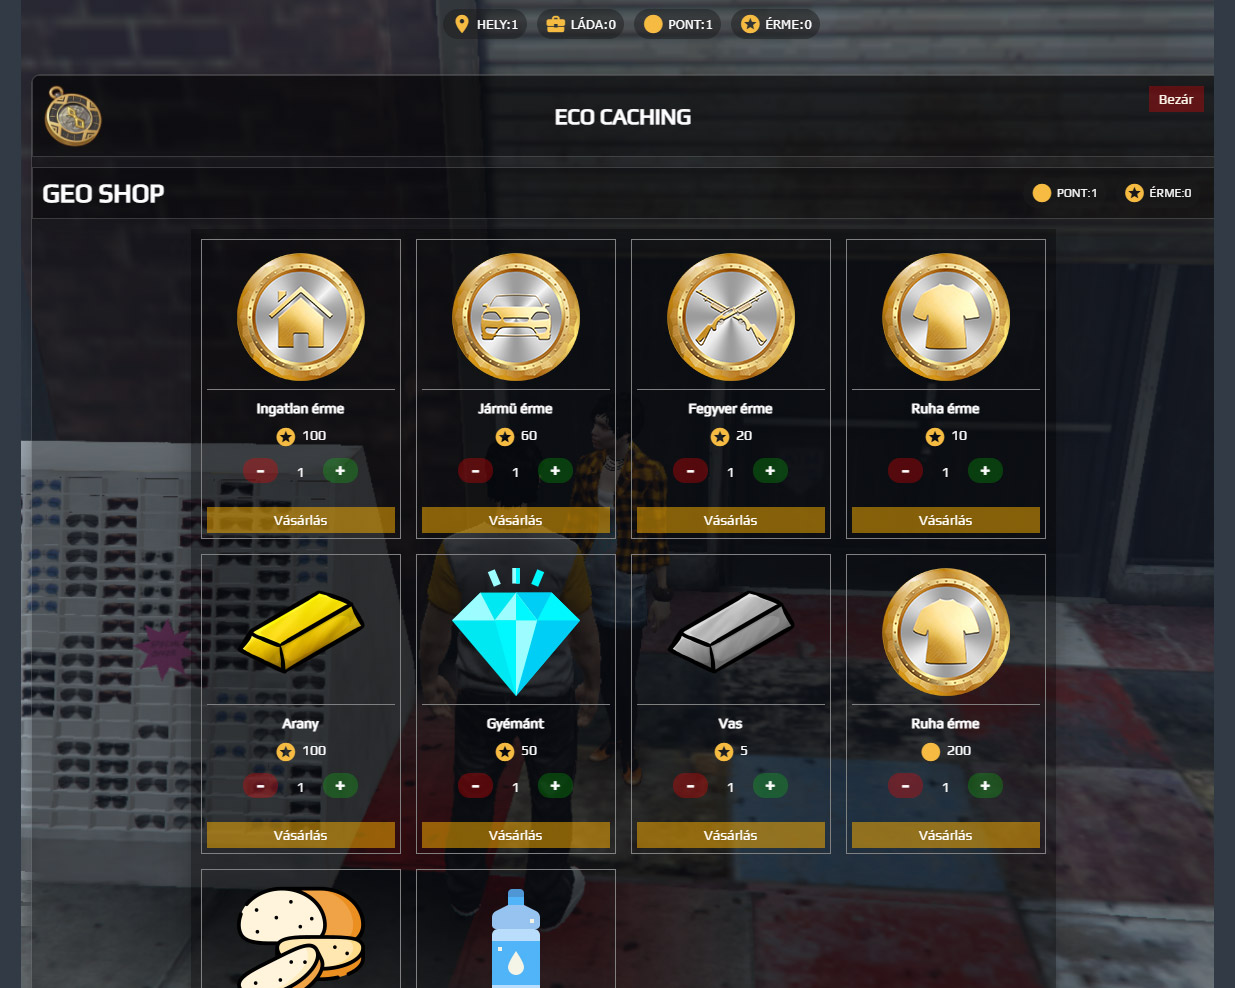 HELY:1 LÁDA:0 PONT:1 ÉRME:0
ECO CACHING
Bezár
GEO SHOP
PONT:1 ÉRME:0
Ingatlan érme
100
- 1 +
Vásárlás
Jármü érme
60
- 1 +
Vásárlás
Fegyver érme
20
- 1 +
Vásárlás
Ruha érme
10
- 1 +
Vásárlás
Arany
100
- 1 +
Vásárlás
Gyémánt
50
- 1 +
Vásárlás
Vas
5
- 1 +
Vásárlás
Ruha érme
200
- 1 +
Vásárlás